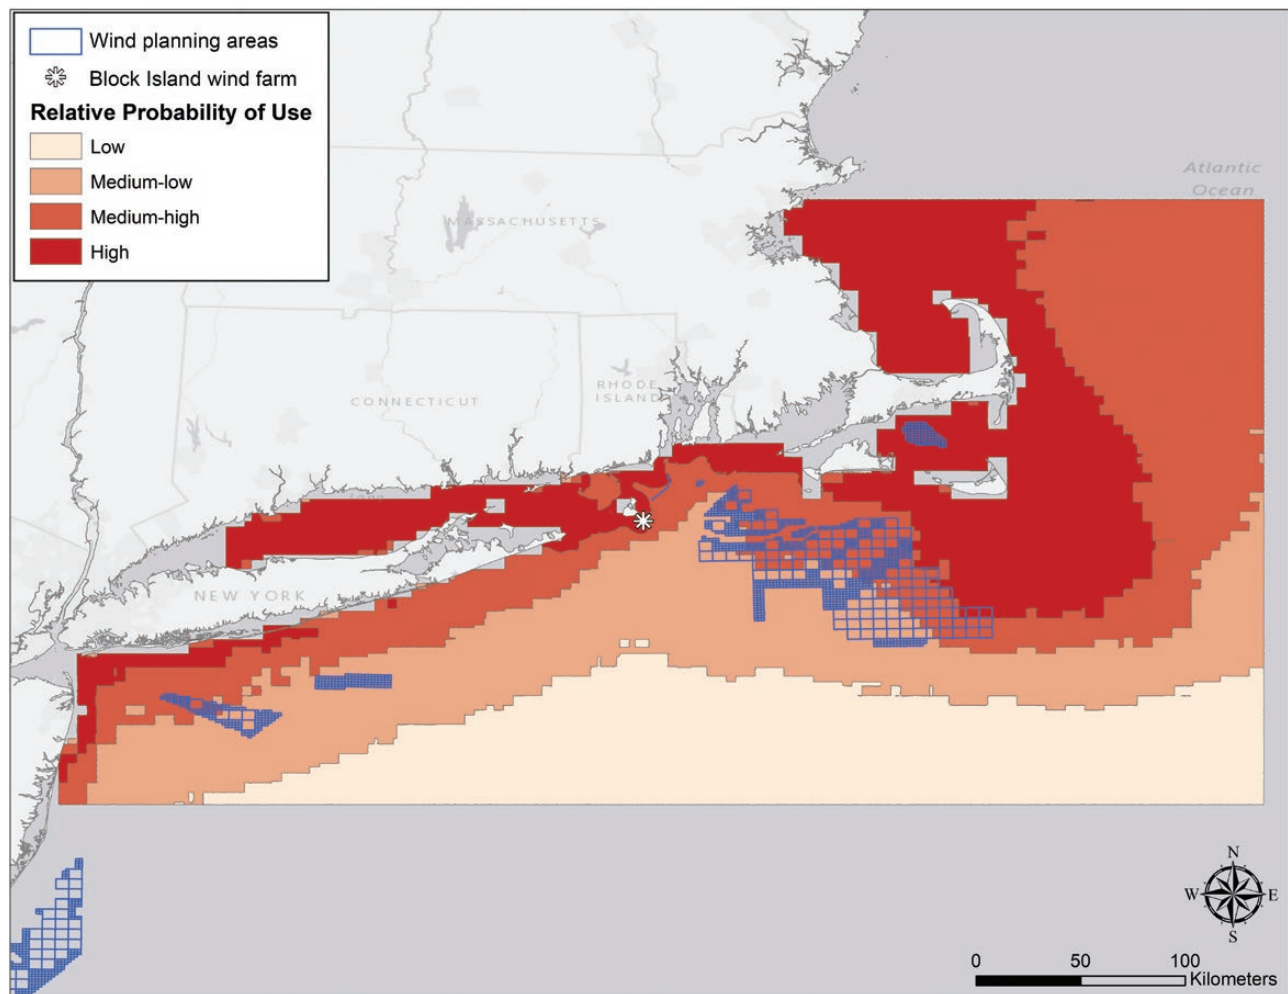 Wind planning areas
Block Island wind farm
Relative Probability of Use
Low
Medium-low
Medium-high
High
Atlantic
Ocean
MASSACHUSETTS
RHODE
ISLAND
CONNECTICUT
Long
NEW YORK
N
W
E
S
0
50
100
Kilometers